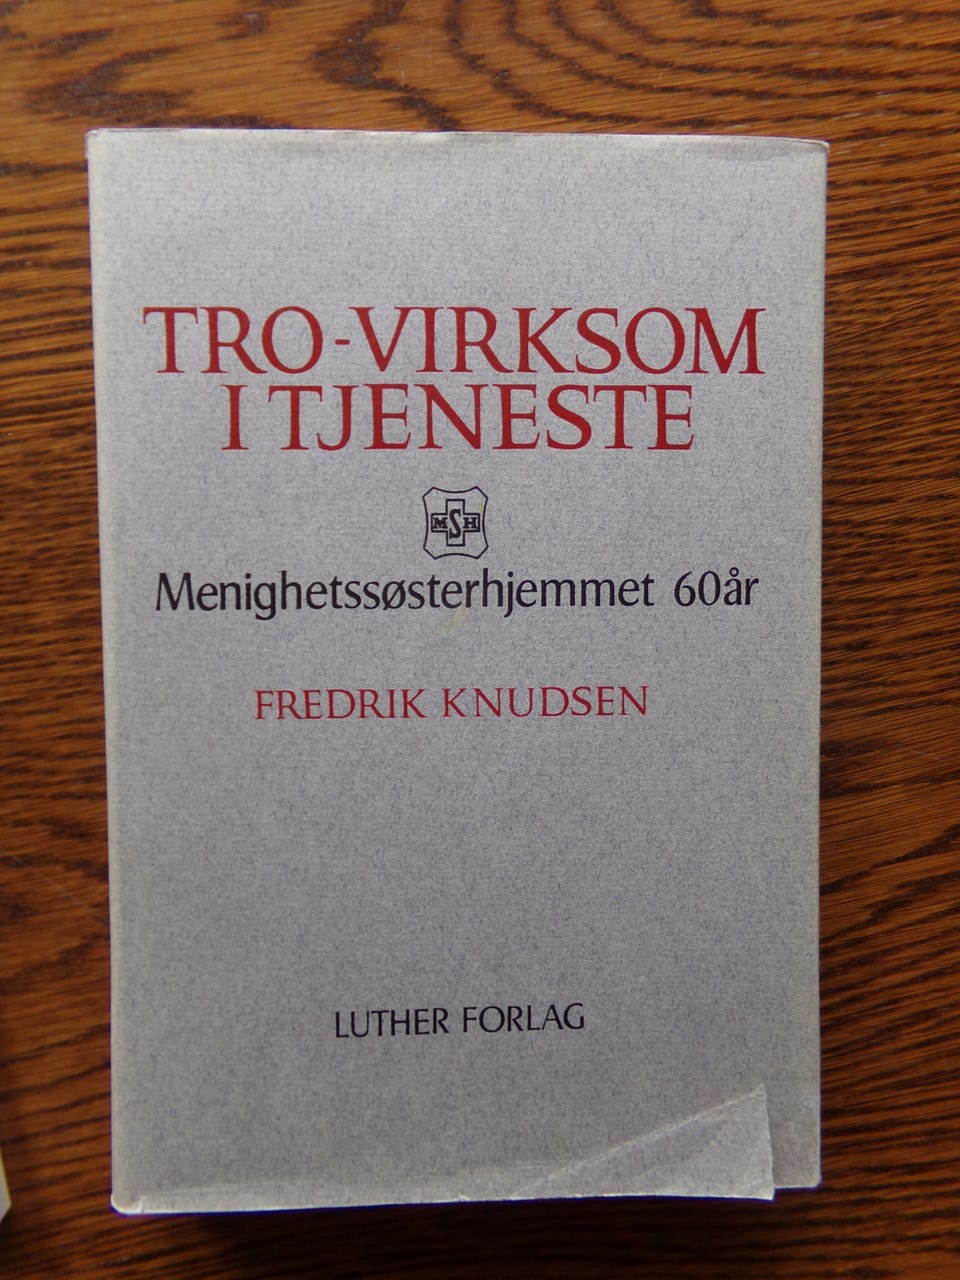 TRO-VIRKSOM
I TJENESTE
MSH
Menighetssøsterhjemmet 60år
FREDRIK KNUDSEN
LUTHER FORLAG